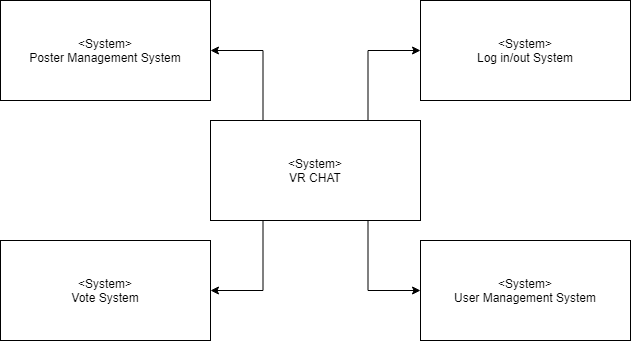 <System>
Poster Management System
<System>
Log in/out System
<System>
VR CHAT
<System>
Vote System
<System>
User Management System